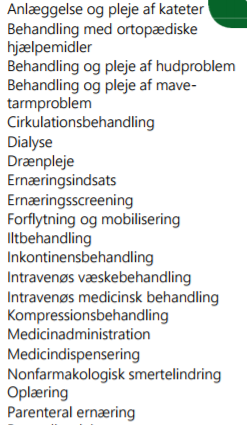 Anlæggelse og pleje af kateter
Behandling med ortopædiske
hjælpemidler
Behandling og pleje af hudproblem
Behandling og pleje af mave-
tarmproblem
Cirkulationsbehandling
Dialyse
Drænpleje
Ernæringsindsats
Ernæringsscreening
Forflytning og mobilisering
Iltbehandling
Inkontinensbehandling
Intravenøs væskebehandling
Intravenøs medicinsk behandling
Kompressionsbehandling
Medicinadministration
Medicindispensering
Nonfarmakologisk smertelindring
Oplæring
Parenteral ernæring